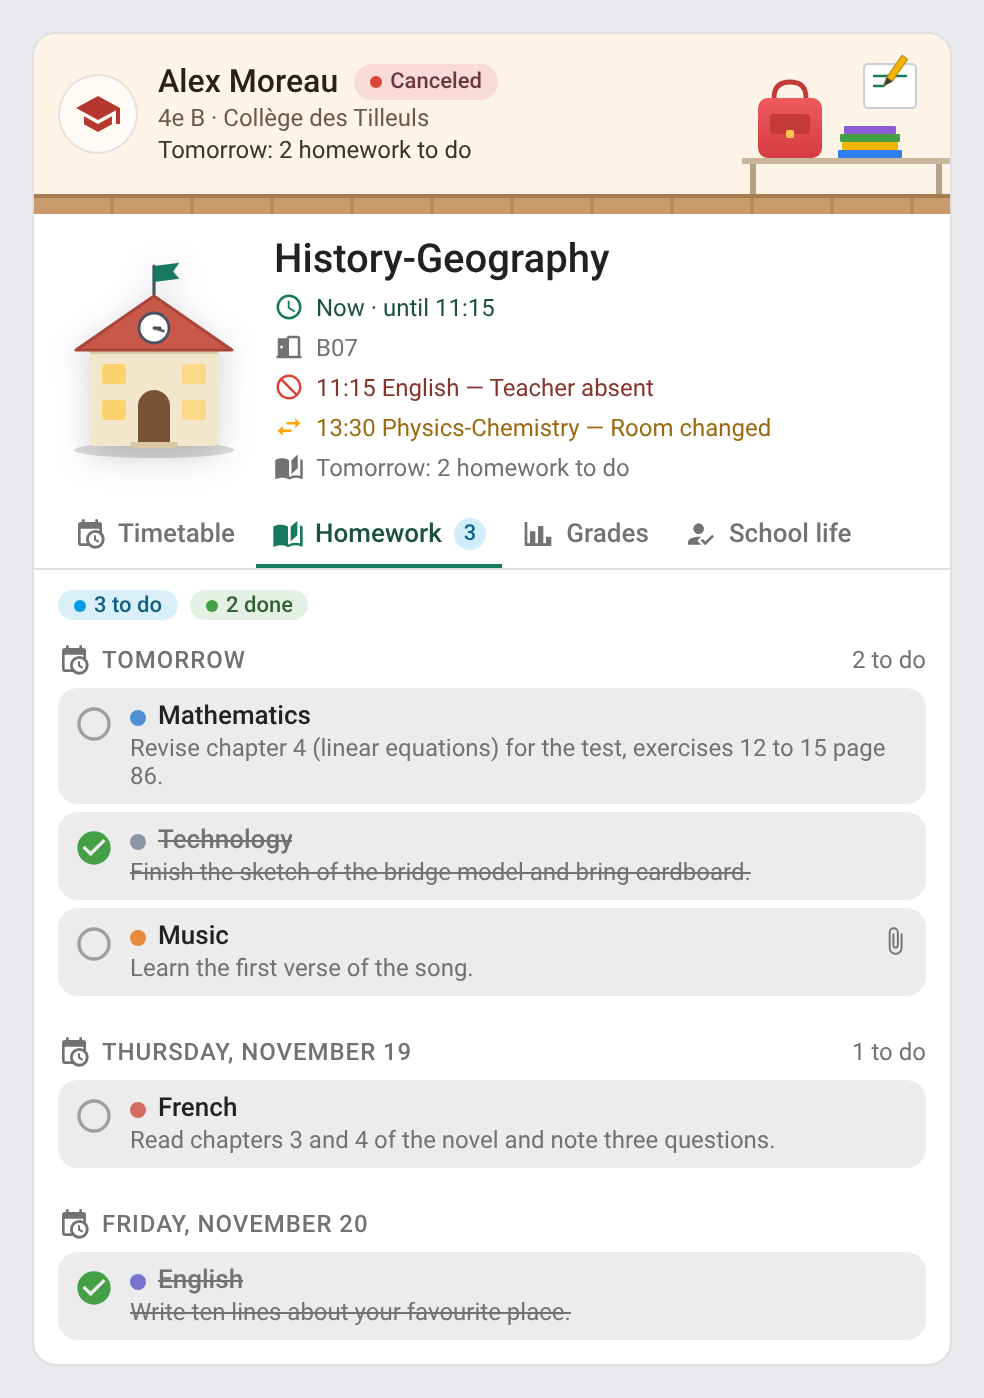 Alex Moreau
Canceled
4e B · Collège des Tilleuls
Tomorrow: 2 homework to do
History-Geography
Now · until 11:15
B07
11:15 English — Teacher absent
13:30 Physics-Chemistry — Room changed
Tomorrow: 2 homework to do
Timetable
Homework 3
Grades
School life
3 to do
2 done
TOMORROW
2 to do
Mathematics
Revise chapter 4 (linear equations) for the test, exercises 12 to 15 page
86.
Technology
Finish the sketch of the bridge model and bring cardboard.
Music
Learn the first verse of the song.
THURSDAY, NOVEMBER 19
1 to do
French
Read chapters 3 and 4 of the novel and note three questions.
FRIDAY, NOVEMBER 20
English
Write ten lines about your favourite place.